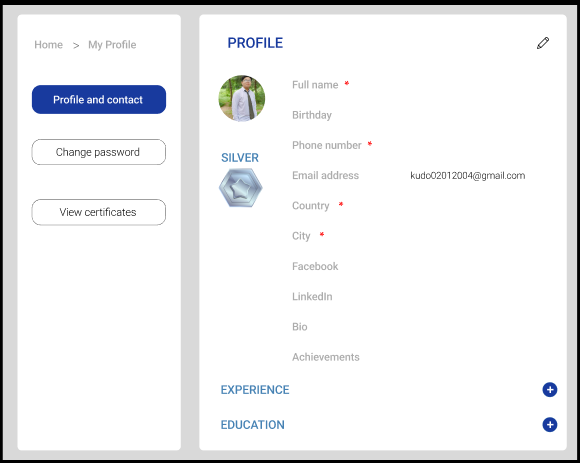 Home > My Profile
Profile and contact
Change password
View certificates
PROFILE
SILVER
Full name *
Birthday
Phone number *
Email address kudo02012004@gmail.com
Country *
City *
Facebook
LinkedIn
Bio
Achievements
EXPERIENCE
EDUCATION